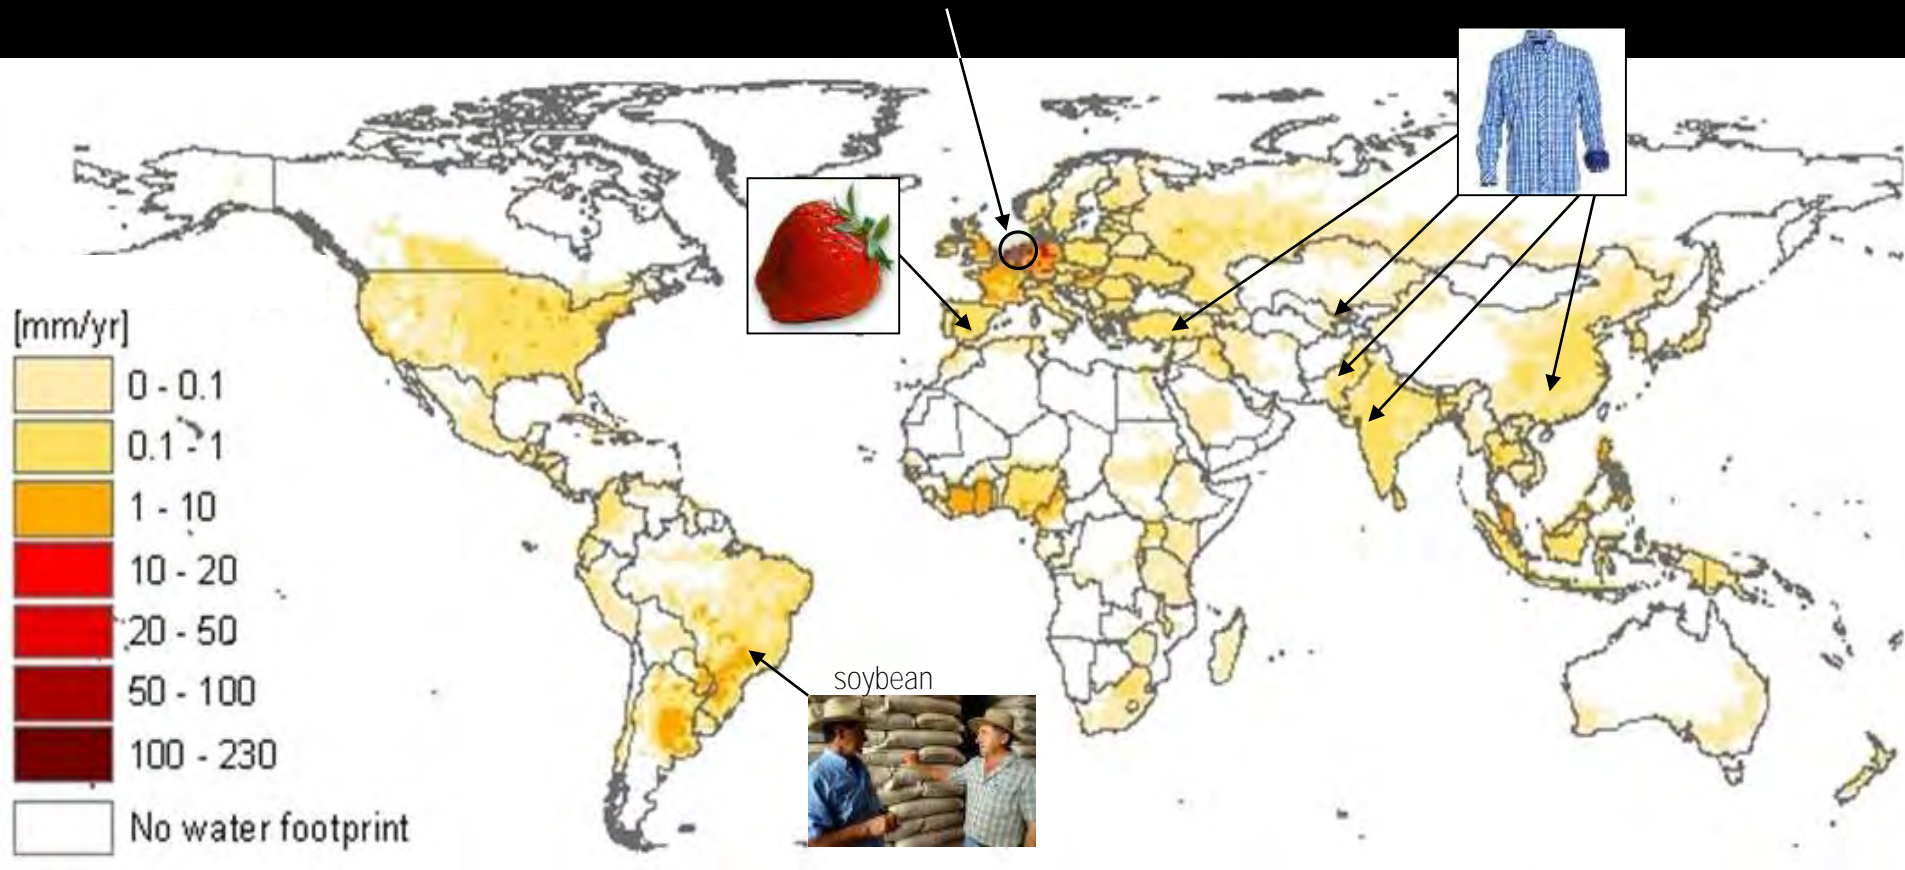 [mm/yr]
0 - 0.1
0.1 - 1
1 - 10
10 - 20
20 - 50
50 - 100
100 - 230
No water footprint
soybean